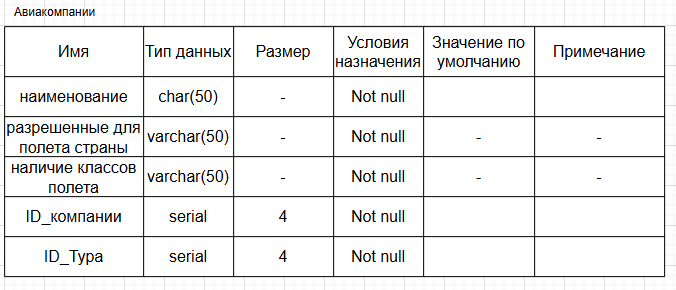 Авиакомпании
Имя Тип данных Размер Условия назначения Значение по умолчанию Примечание
наименование char(50) - Not null
разрешенные для полета страны varchar(50) - Not null - -
наличие классов полета varchar(50) - Not null - -
ID_компании serial 4 Not null
ID_Тура serial 4 Not null